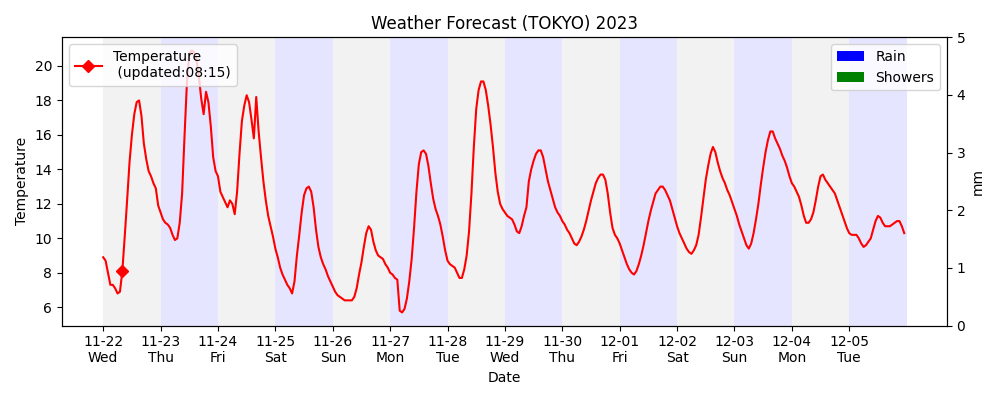 Weather Forecast (TOKYO) 2023
Temperature
(updated:08:15)
Rain
Showers
20
18
16
14
12
10
8
6
Temperature
5
4
3
2
1
0
mm
11-22 11-23 11-24 11-25 11-26 11-27 11-28 11-29 11-30 12-01 12-02 12-03 12-04 12-05
Wed Thu Fri Sat Sun Mon Tue Wed Thu Fri Sat Sun Mon Tue
Date